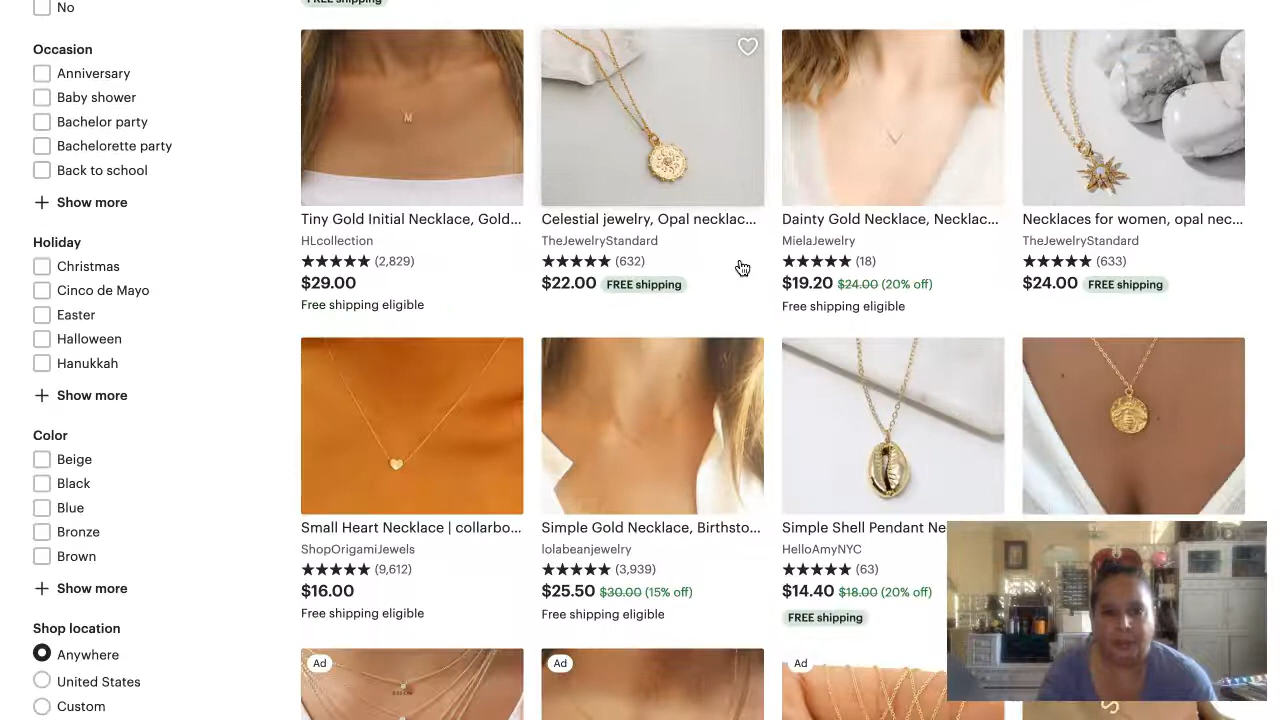 FREE shipping
No
Occasion
Anniversary
Baby shower
Bachelor party
Bachelorette party
Back to school
Show more
Holiday
Christmas
Cinco de Mayo
Easter
Halloween
Hanukkah
Show more
Color
Beige
Black
Blue
Bronze
Brown
Show more
Shop location
Anywhere
United States
Custom
M
Tiny Gold Initial Necklace, Gold...
HLcollection
★★★★★ (2,829)
$29.00
Free shipping eligible
Celestial jewelry, Opal necklac...
TheJewelryStandard
★★★★★ (632)
$22.00 FREE shipping
Dainty Gold Necklace, Necklac...
MielaJewelry
★★★★★ (18)
$19.20 $24.00 (20% off)
Free shipping eligible
Necklaces for women, opal nec...
TheJewelryStandard
★★★★★ (633)
$24.00 FREE shipping
Small Heart Necklace | collarbo...
ShopOrigamiJewels
★★★★★ (9,612)
$16.00
Free shipping eligible
Simple Gold Necklace, Birthsto...
lolabeanjewelry
★★★★★ (3,939)
$25.50 $30.00 (15% off)
Free shipping eligible
Simple Shell Pendant Ne
HelloAmyNYC
★★★★★ (63)
$14.40 $18.00 (20% off)
FREE shipping
Ad
Ad
Ad